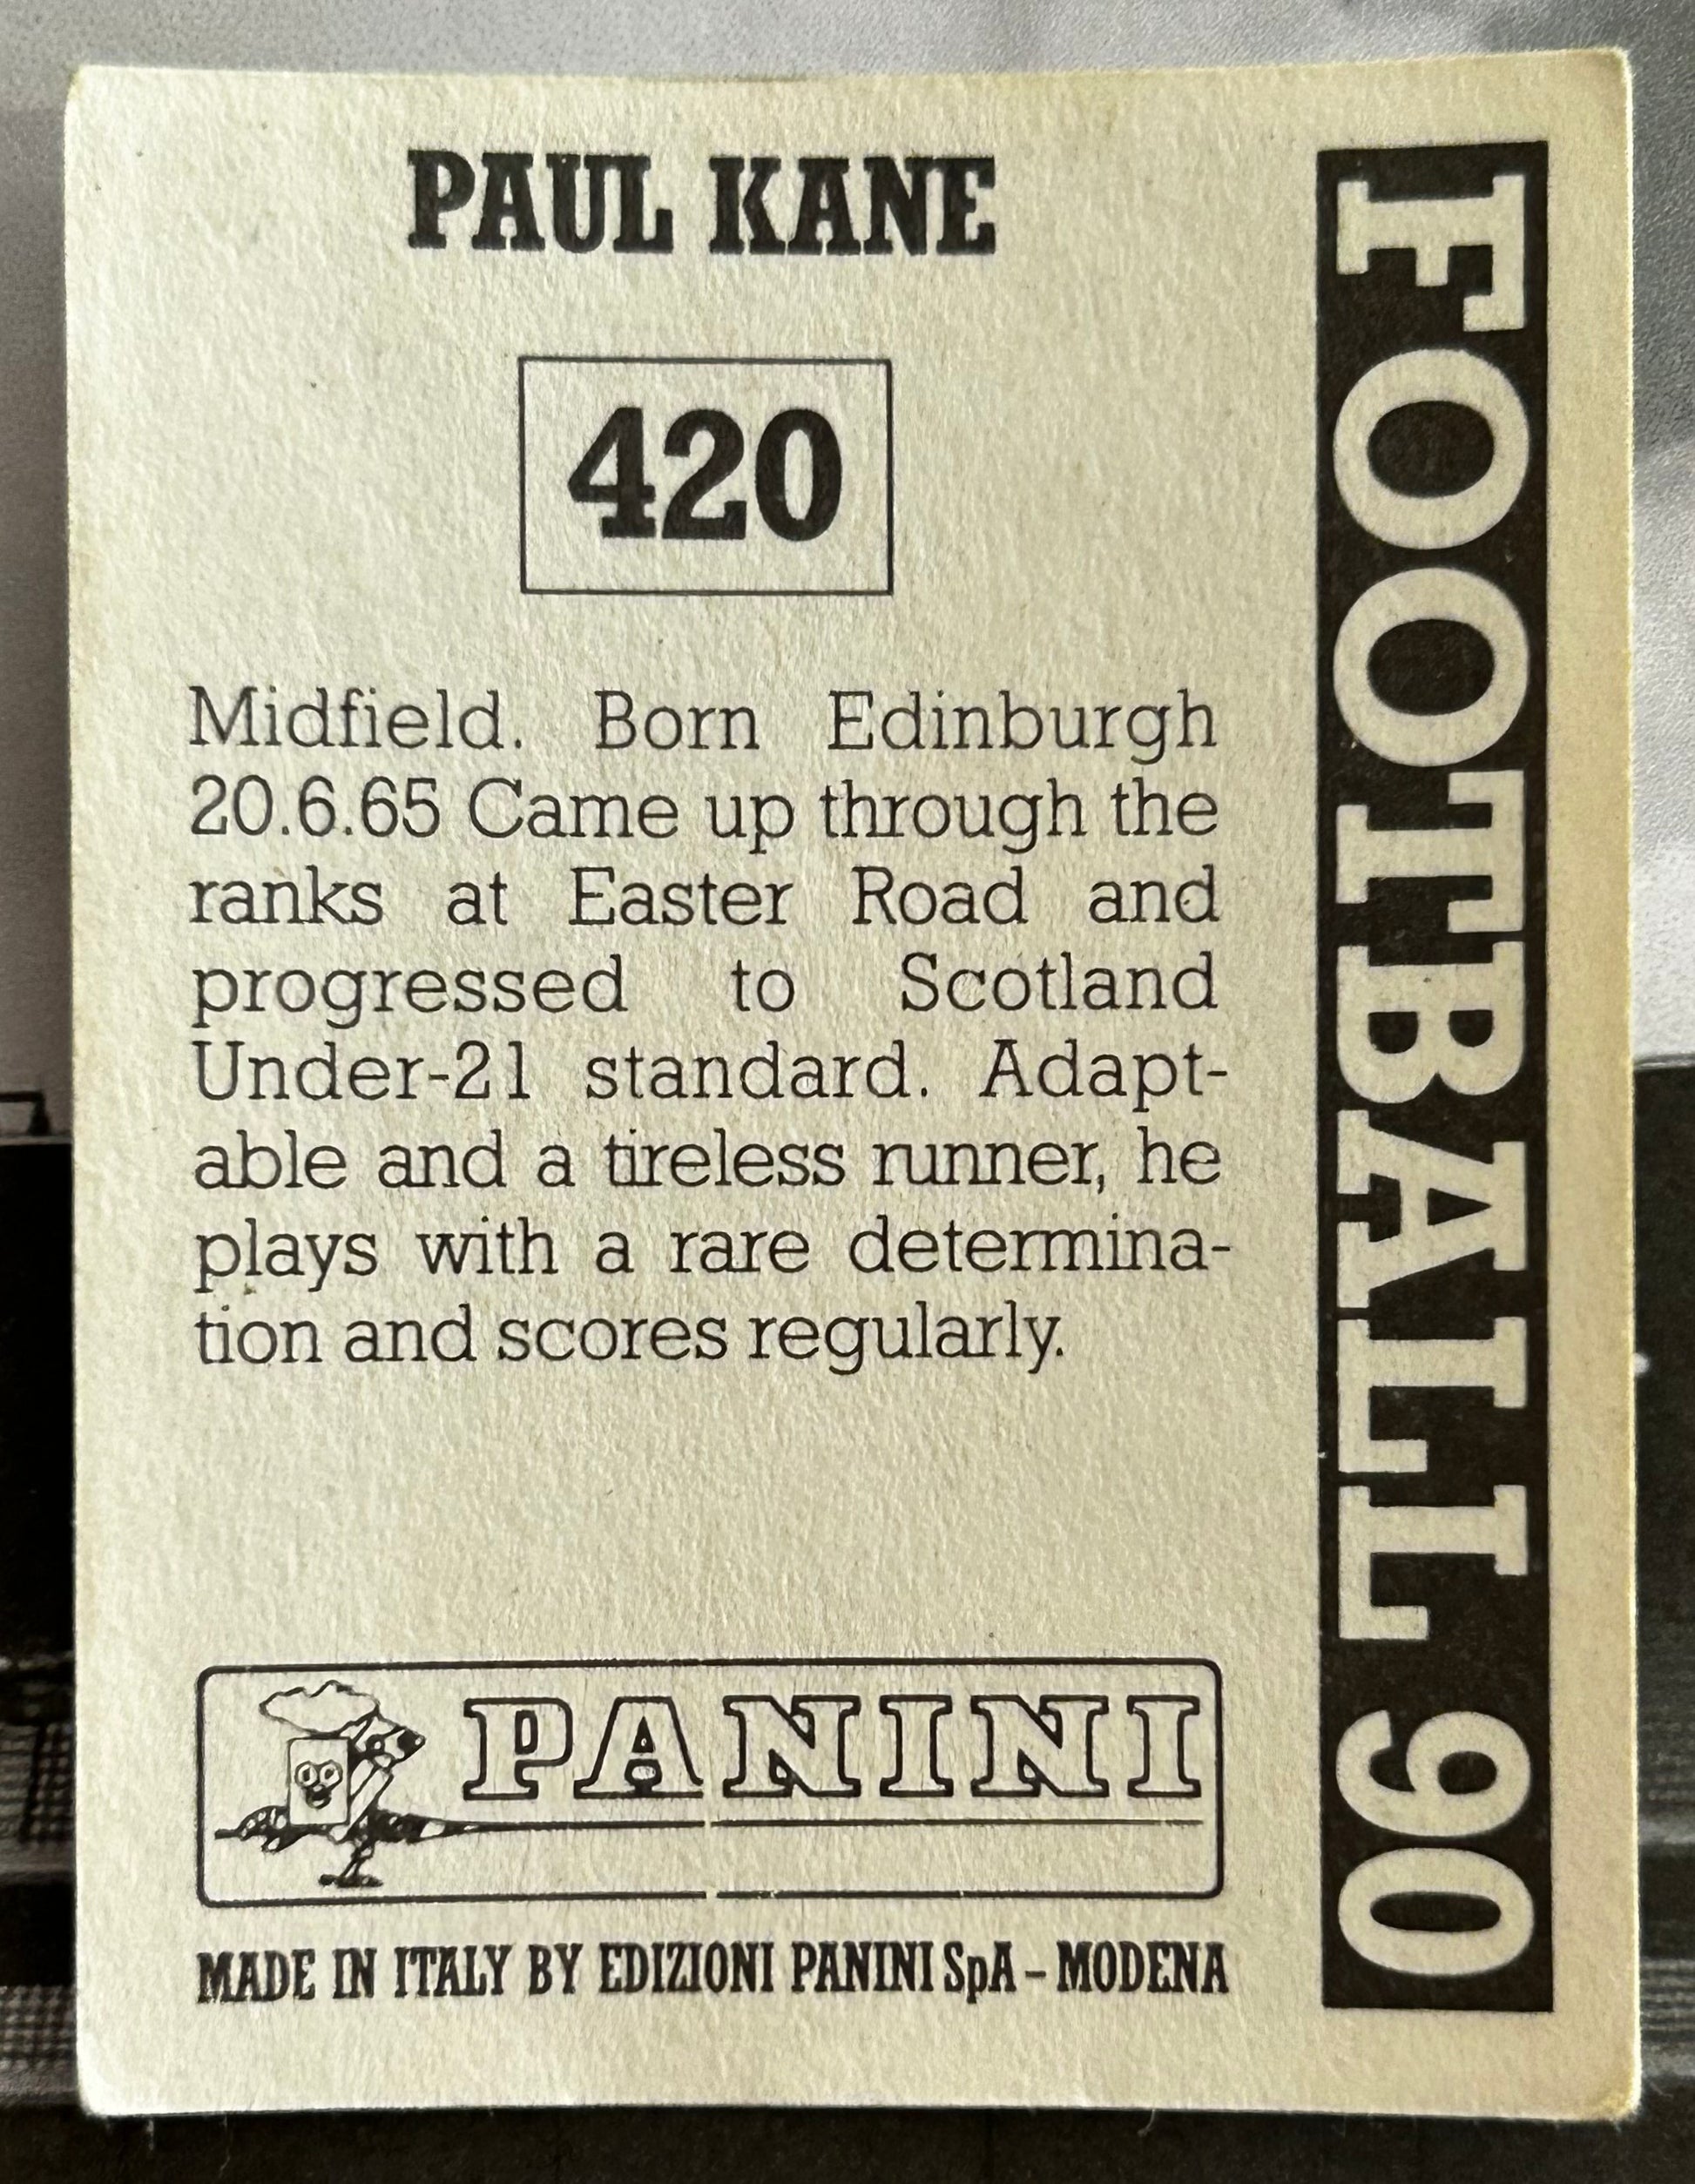 PAUL KANE
420
Midfield. Born Edinburgh
20.6.65 Came up through the
ranks at Easter Road and
progressed to Scotland
Under-21 standard. Adapt-
able and a tireless runner, he
plays with a rare determina-
tion and scores regularly.
PANINI
MADE IN ITALY BY EDIZIONI PANINI SpA - MODENA
FOOTBALL 90